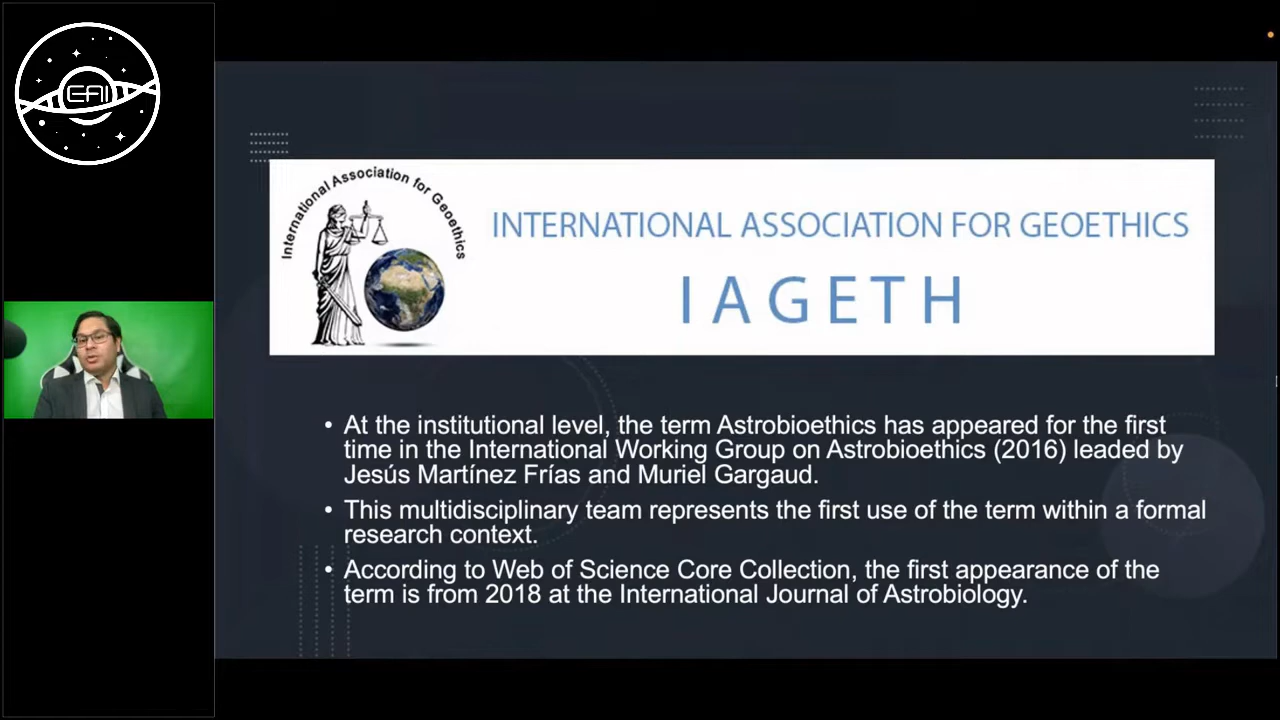 EAI
International Association for Geoethics
INTERNATIONAL ASSOCIATION FOR GEOETHICS
IAGETH
• At the institutional level, the term Astrobioethics has appeared for the first
time in the International Working Group on Astrobioethics (2016) leaded by
Jesús Martínez Frías and Muriel Gargaud.
• This multidisciplinary team represents the first use of the term within a formal
research context.
• According to Web of Science Core Collection, the first appearance of the
term is from 2018 at the International Journal of Astrobiology.